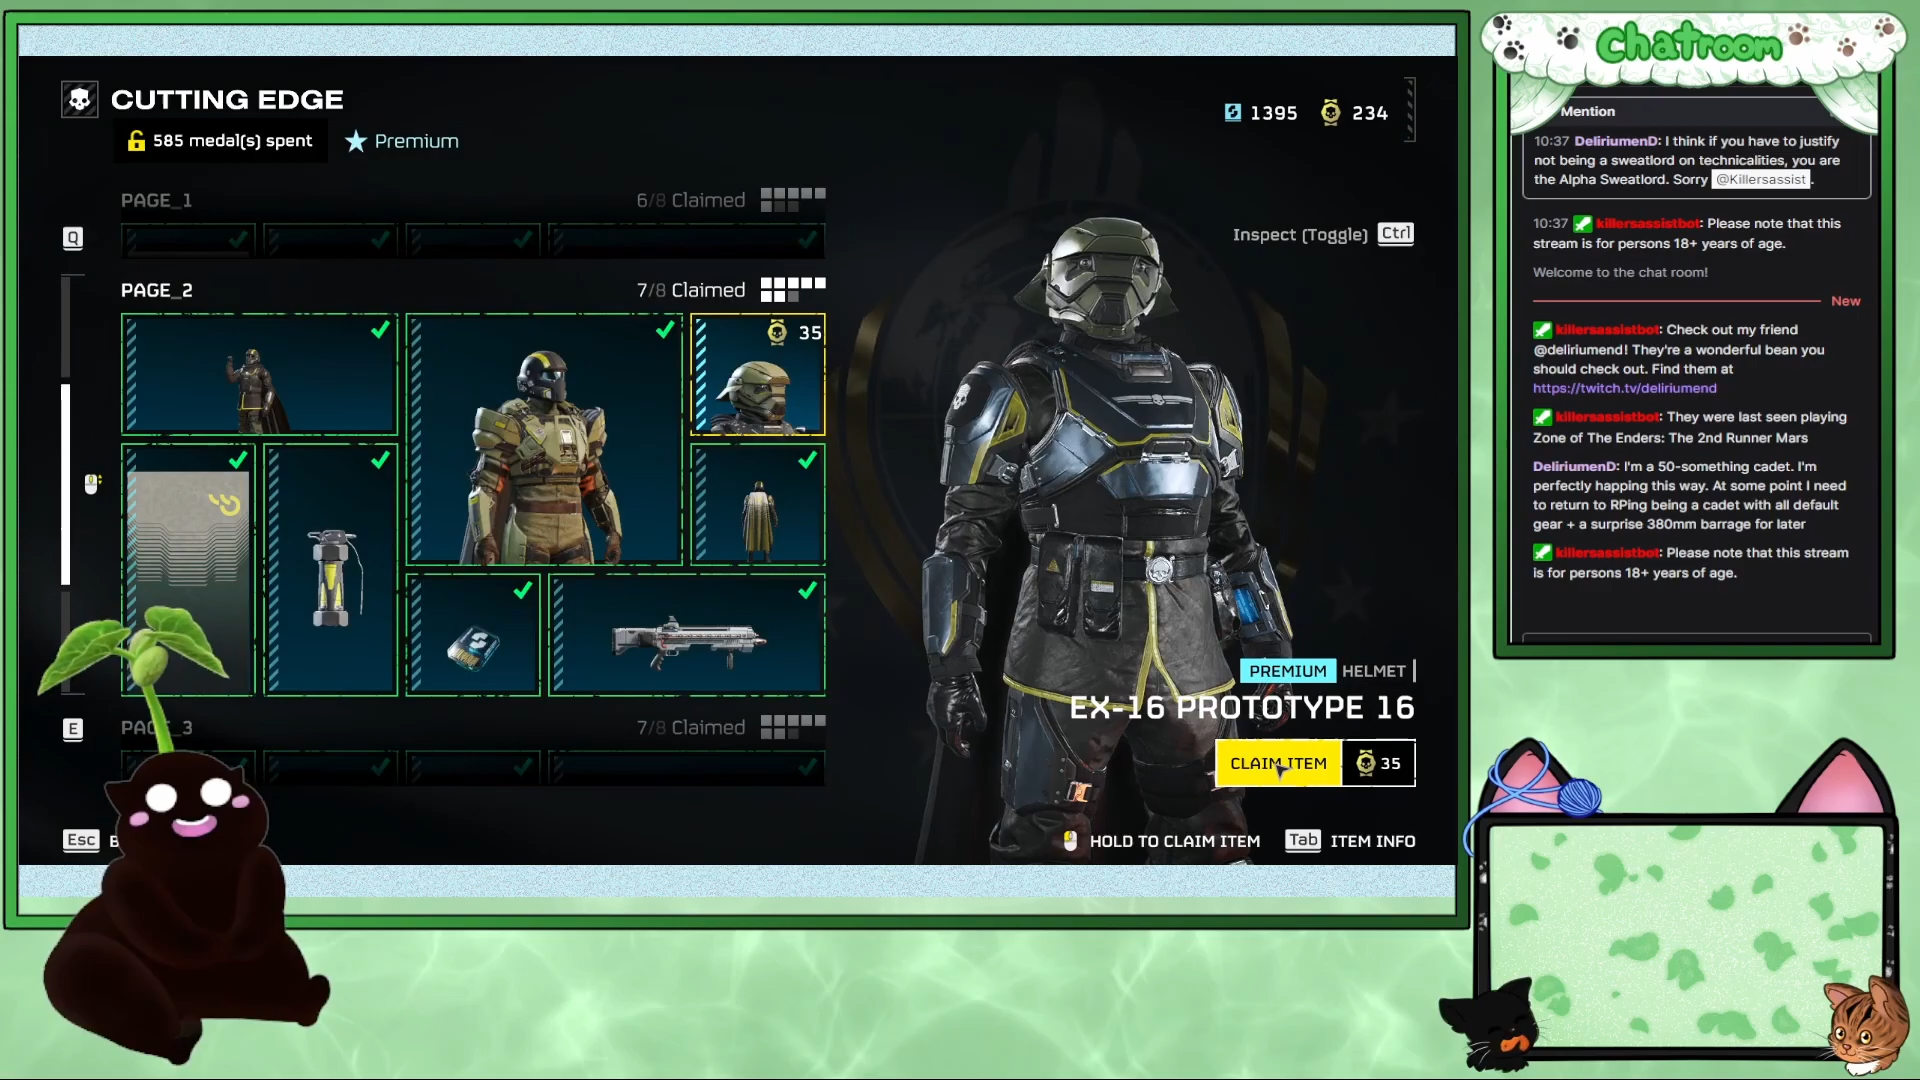 CUTTING EDGE
585 medal(s) spent
Premium
1395
234
PAGE_1
6/8 Claimed
Q
Inspect (Toggle) Ctrl
PAGE_2
7/8 Claimed
35
E
7/8 Claimed
PREMIUM HELMET
EX-16 PROTOTYPE 16
CLAIM ITEM
35
Esc
HOLD TO CLAIM ITEM
Tab ITEM INFO
Chatroom
Mention
10:37 DeliriumenD: I think if you have to justify
not being a sweatlord on technicalities, you are
the Alpha Sweatlord. Sorry @Killersassist.
10:37 killersassistbot: Please note that this
stream is for persons 18+ years of age.
Welcome to the chat room!
New
killersassistbot: Check out my friend
@deliriumend! They're a wonderful bean you
should check out. Find them at
https://twitch.tv/deliriumend
killersassistbot: They were last seen playing
Zone of The Enders: The 2nd Runner Mars
DeliriumenD: I'm a 50-something cadet. I'm
perfectly happing this way. At some point I need
to return to RPing being a cadet with all default
gear + a surprise 380mm barrage for later
killersassistbot: Please note that this stream
is for persons 18+ years of age.